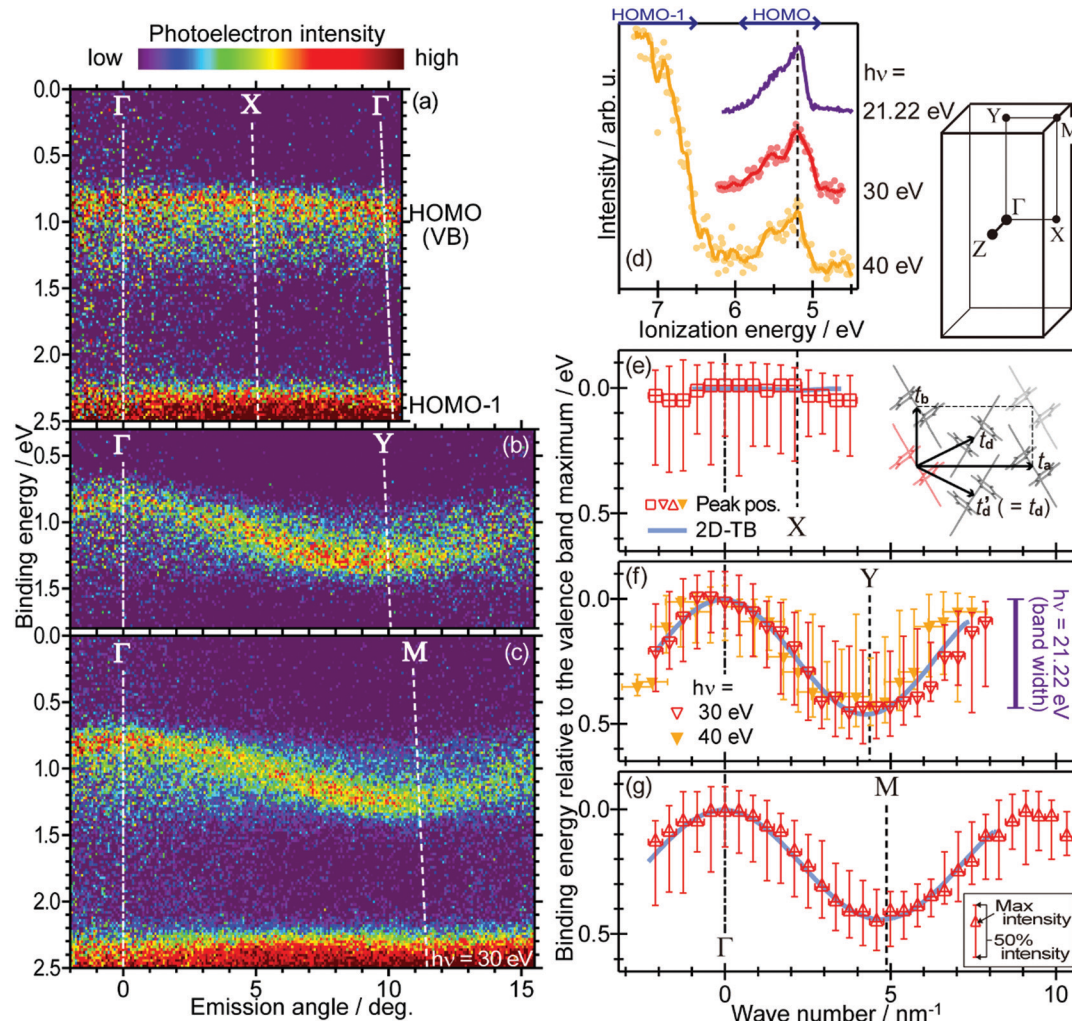 Photoelectron intensity
low
high
(a)
Γ
X
Γ
0.0
0.5
1.0
1.5
2.0
2.5
HOMO
(VB)
HOMO-1
(b)
Γ
Y
0.5
1.0
1.5
(c)
Γ
M
0.0
0.5
1.0
1.5
2.0
2.5
hν = 30 eV
Binding energy / eV
0
5
10
15
Emission angle / deg.
HOMO-1
HOMO
hν =
21.22 eV
30 eV
40 eV
(d)
Intensity / arb. u.
7
6
5
Ionization energy / eV
Y
M
Γ
Z
X
(e)
0.0
0.5
Peak pos.
2D-TB
X
tb
td
ta
t'd ( = td)
(f)
Y
0.0
0.5
hν =
30 eV
40 eV
hν = 21.22 eV
(band width)
(g)
M
0.0
0.5
Γ
Max
intensity
50%
intensity
Binding energy relative to the valence band maximum / eV
0
5
10
Wave number / nm⁻¹